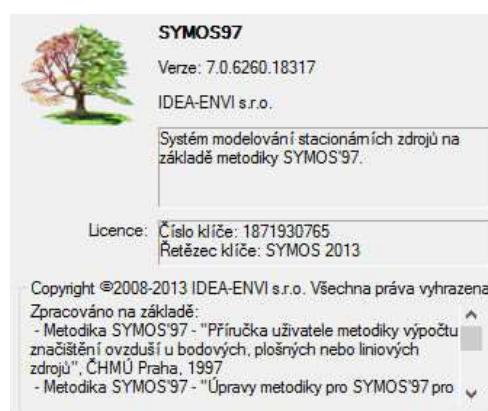 SYMOS97
Verze: 7.0.6260.18317
IDEA-ENVI s.r.o.
Systém modelování stacionárních zdrojů na
základě metodiky SYMOS'97.
Licence:
Číslo klíče: 1871930765
Řetězec klíče: SYMOS 2013
Copyright ©2008-2013 IDEA-ENVI s.r.o. Všechna práva vyhrazena
Zpracováno na základě:
- Metodika SYMOS'97 - "Příručka uživatele metodiky výpočtu
značištění ovzduší u bodových, plošných nebo liniových
zdrojů", ČHMÚ Praha, 1997
- Metodika SYMOS'97 - "Úpravy metodiky pro SYMOS'97 pro